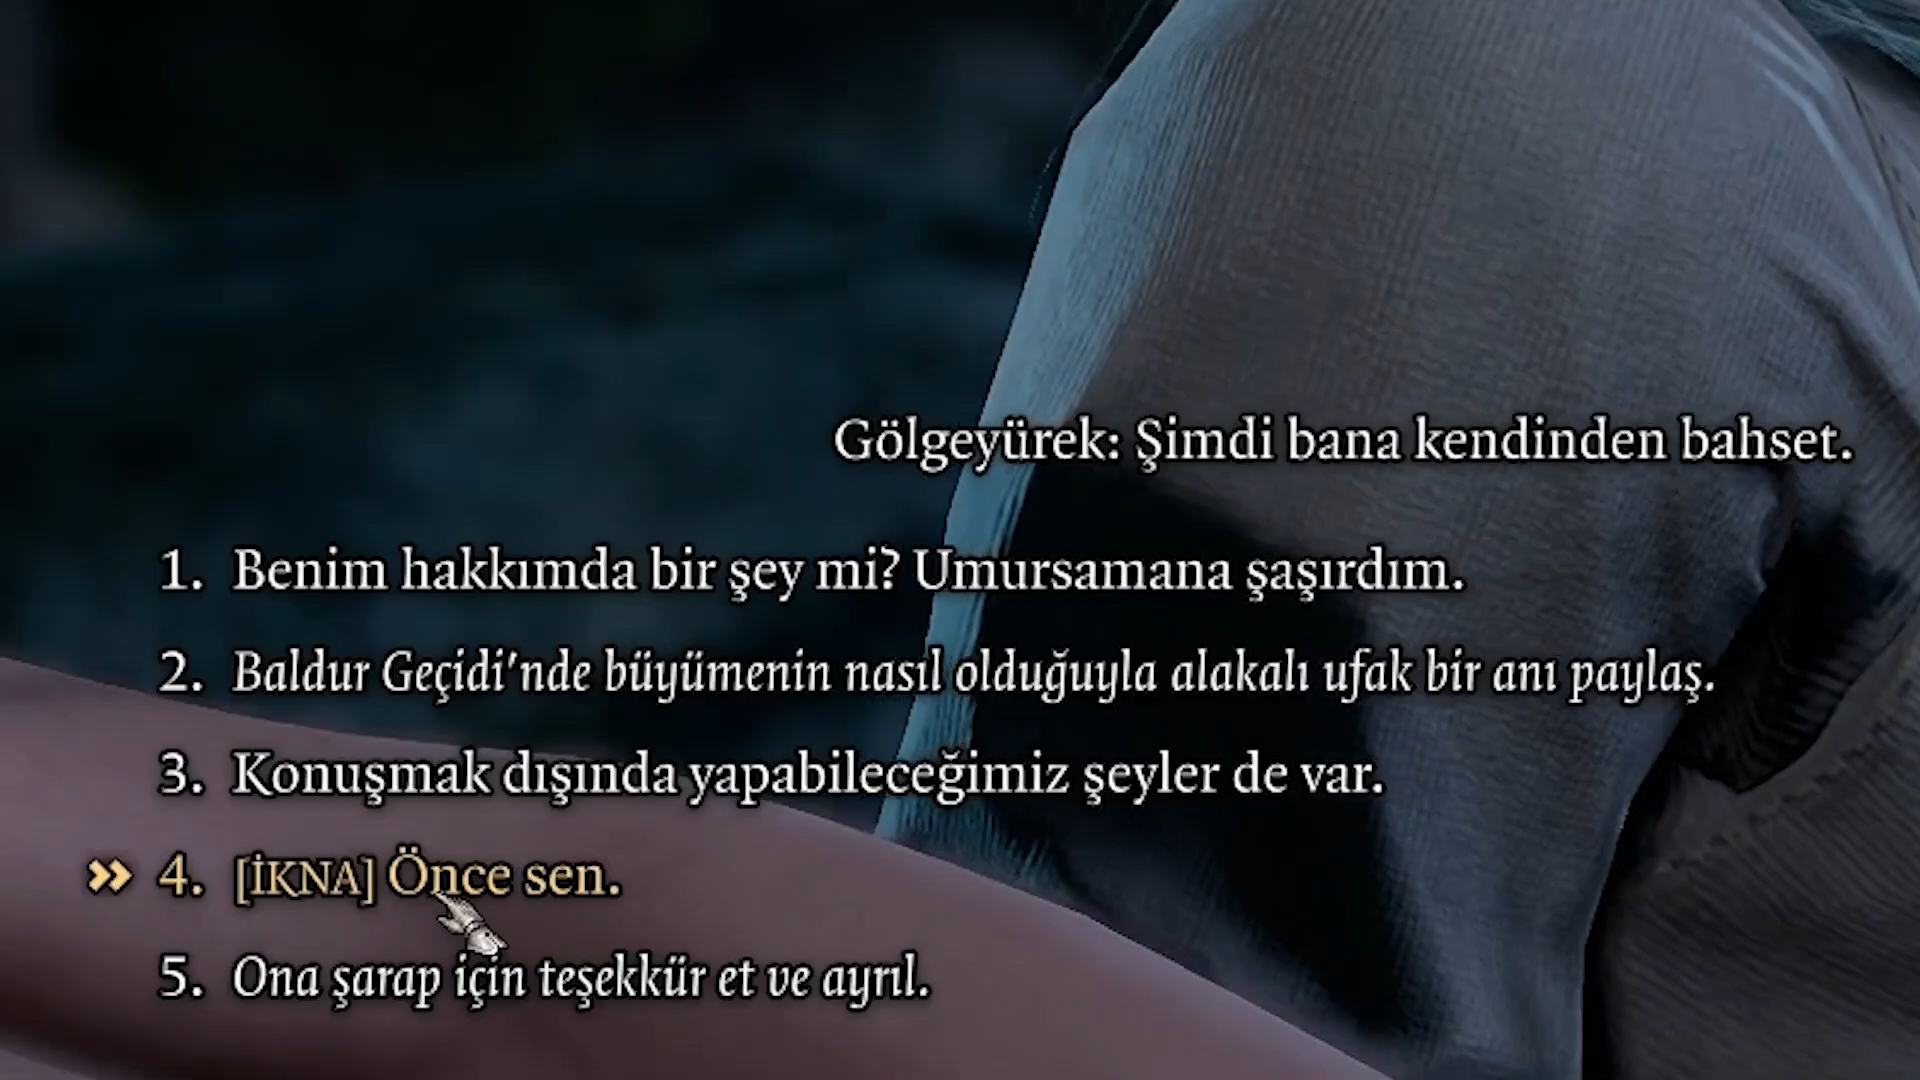 Gölgeyürek: Şimdi bana kendinden bahset.
1. Benim hakkımda bir şey mi? Umursamana şaşırdım.
2. Baldur Geçidi'nde büyümenin nasıl olduğuyla alakalı ufak bir anı paylaş.
3. Konuşmak dışında yapabileceğimiz şeyler de var.
4. [İKNA] Önce sen.
5. Ona şarap için teşekkür et ve ayrıl.